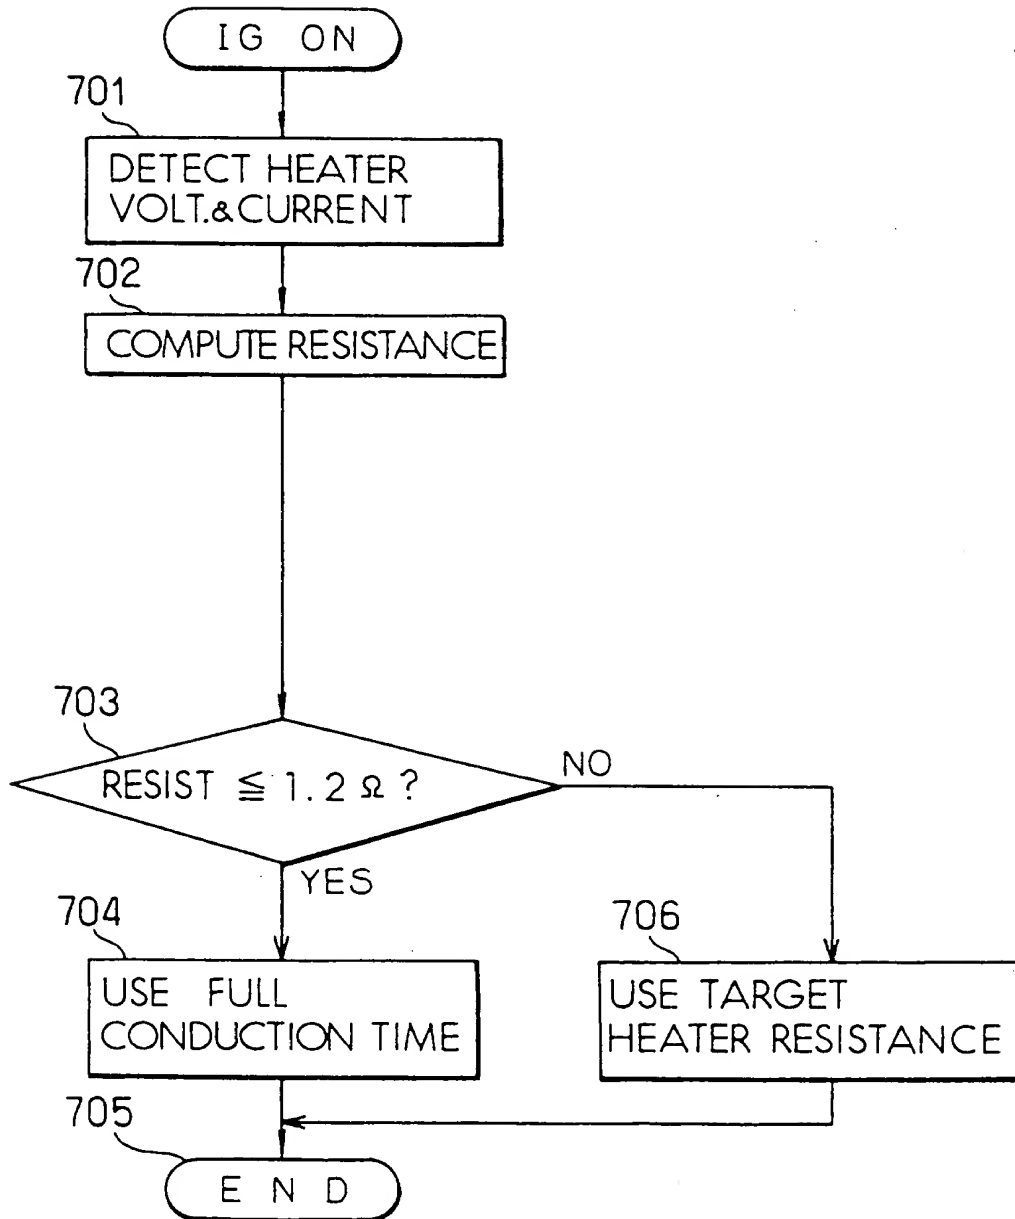 IG ON
701
DETECT HEATER
VOLT.&CURRENT
702
COMPUTE RESISTANCE
703
RESIST ≦ 1.2 Ω ?
NO
YES
704
USE FULL
CONDUCTION TIME
706
USE TARGET
HEATER RESISTANCE
705
END